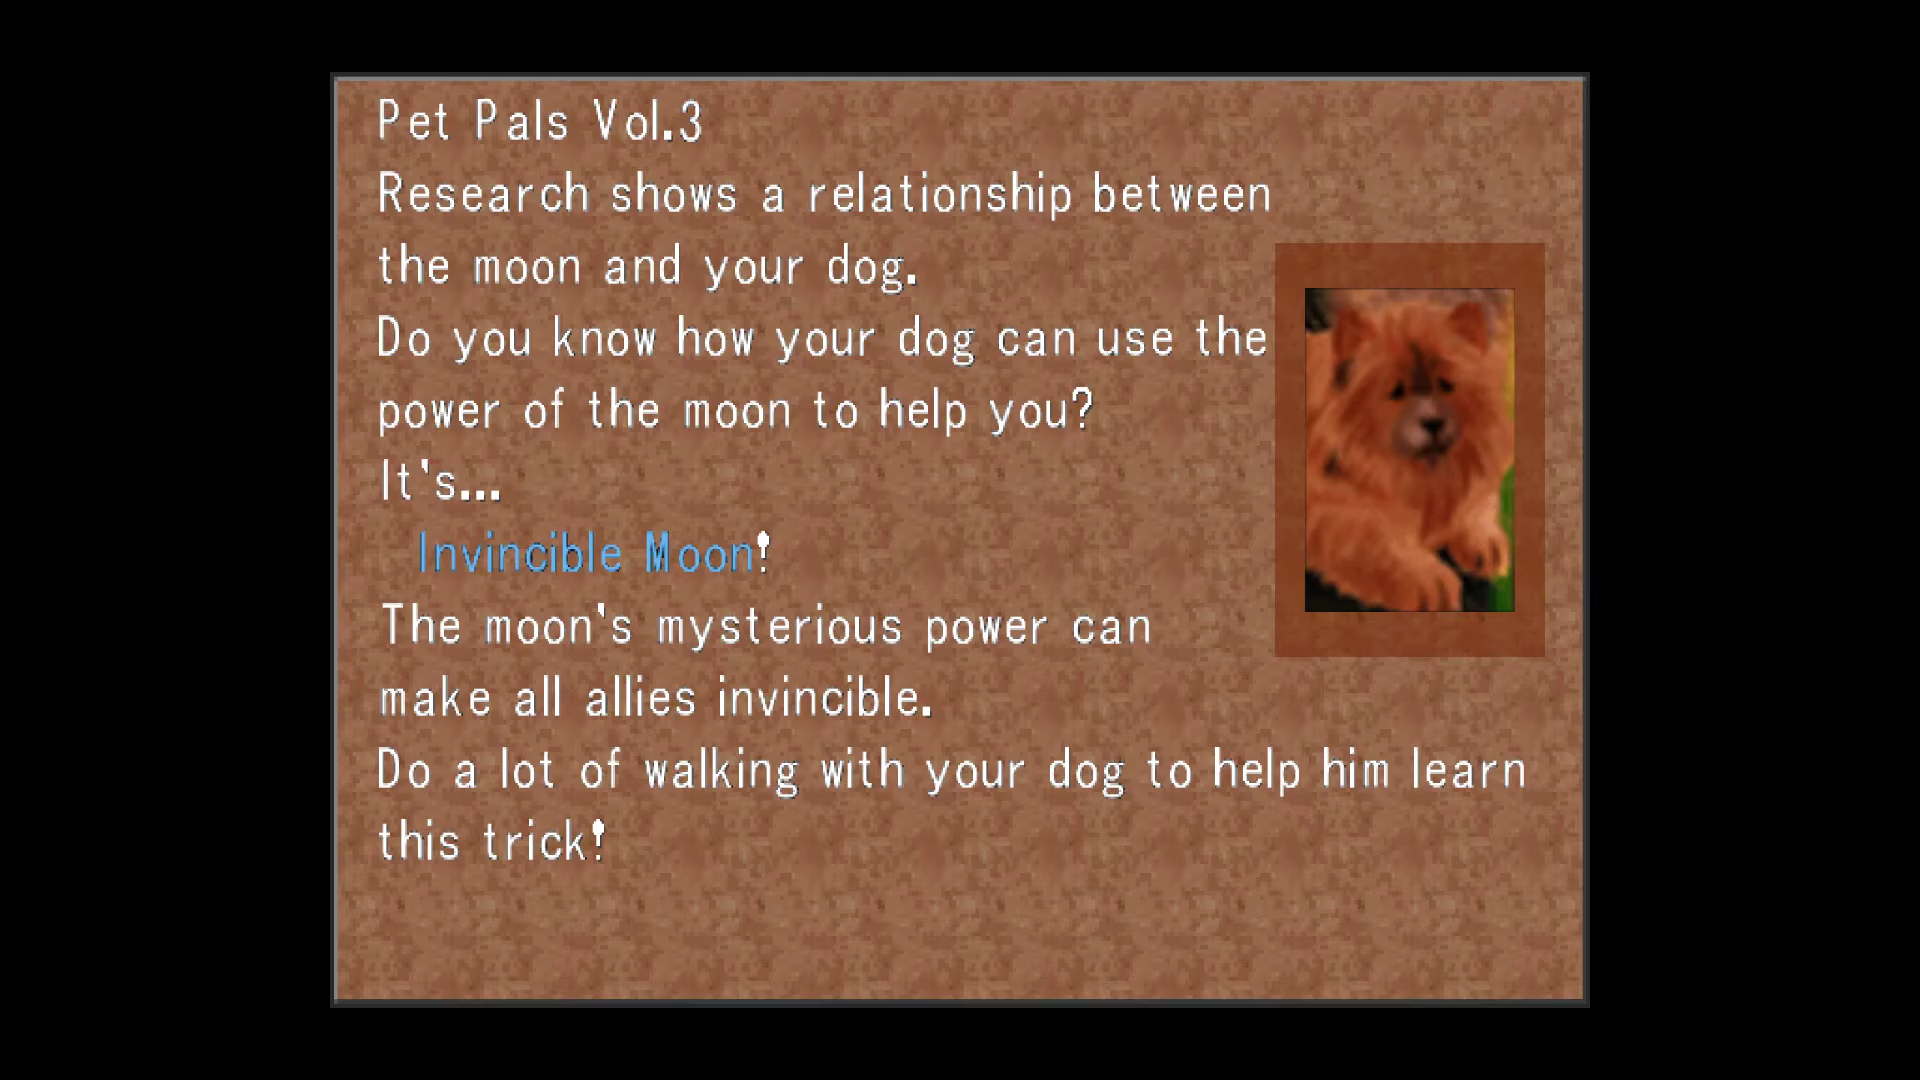 Pet Pals Vol.3
Research shows a relationship between
the moon and your dog.
Do you know how your dog can use the
power of the moon to help you?
It's...
Invincible Moon!
The moon's mysterious power can
make all allies invincible.
Do a lot of walking with your dog to help him learn
this trick!